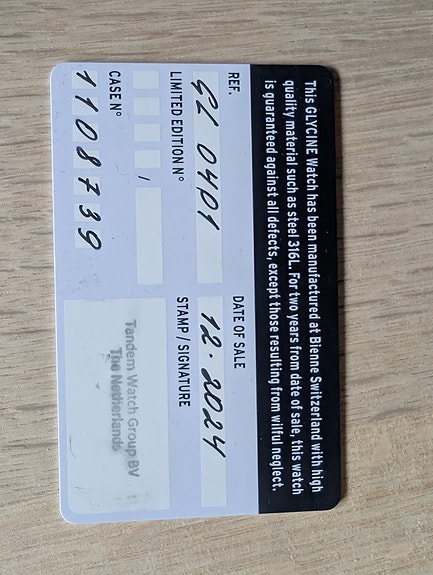 This GLYCINE Watch has been manufactured at Bienne Switzerland with high
quality material such as steel 316L. For two years from date of sale, this watch
is guaranteed against all defects, except those resulting from wilful neglect.
REF.
GL 0401
DATE OF SALE
12.2024
LIMITED EDITION N°
/
STAMP / SIGNATURE
CASE N°
1108739
Tandem Watch Group BV
The Netherlands